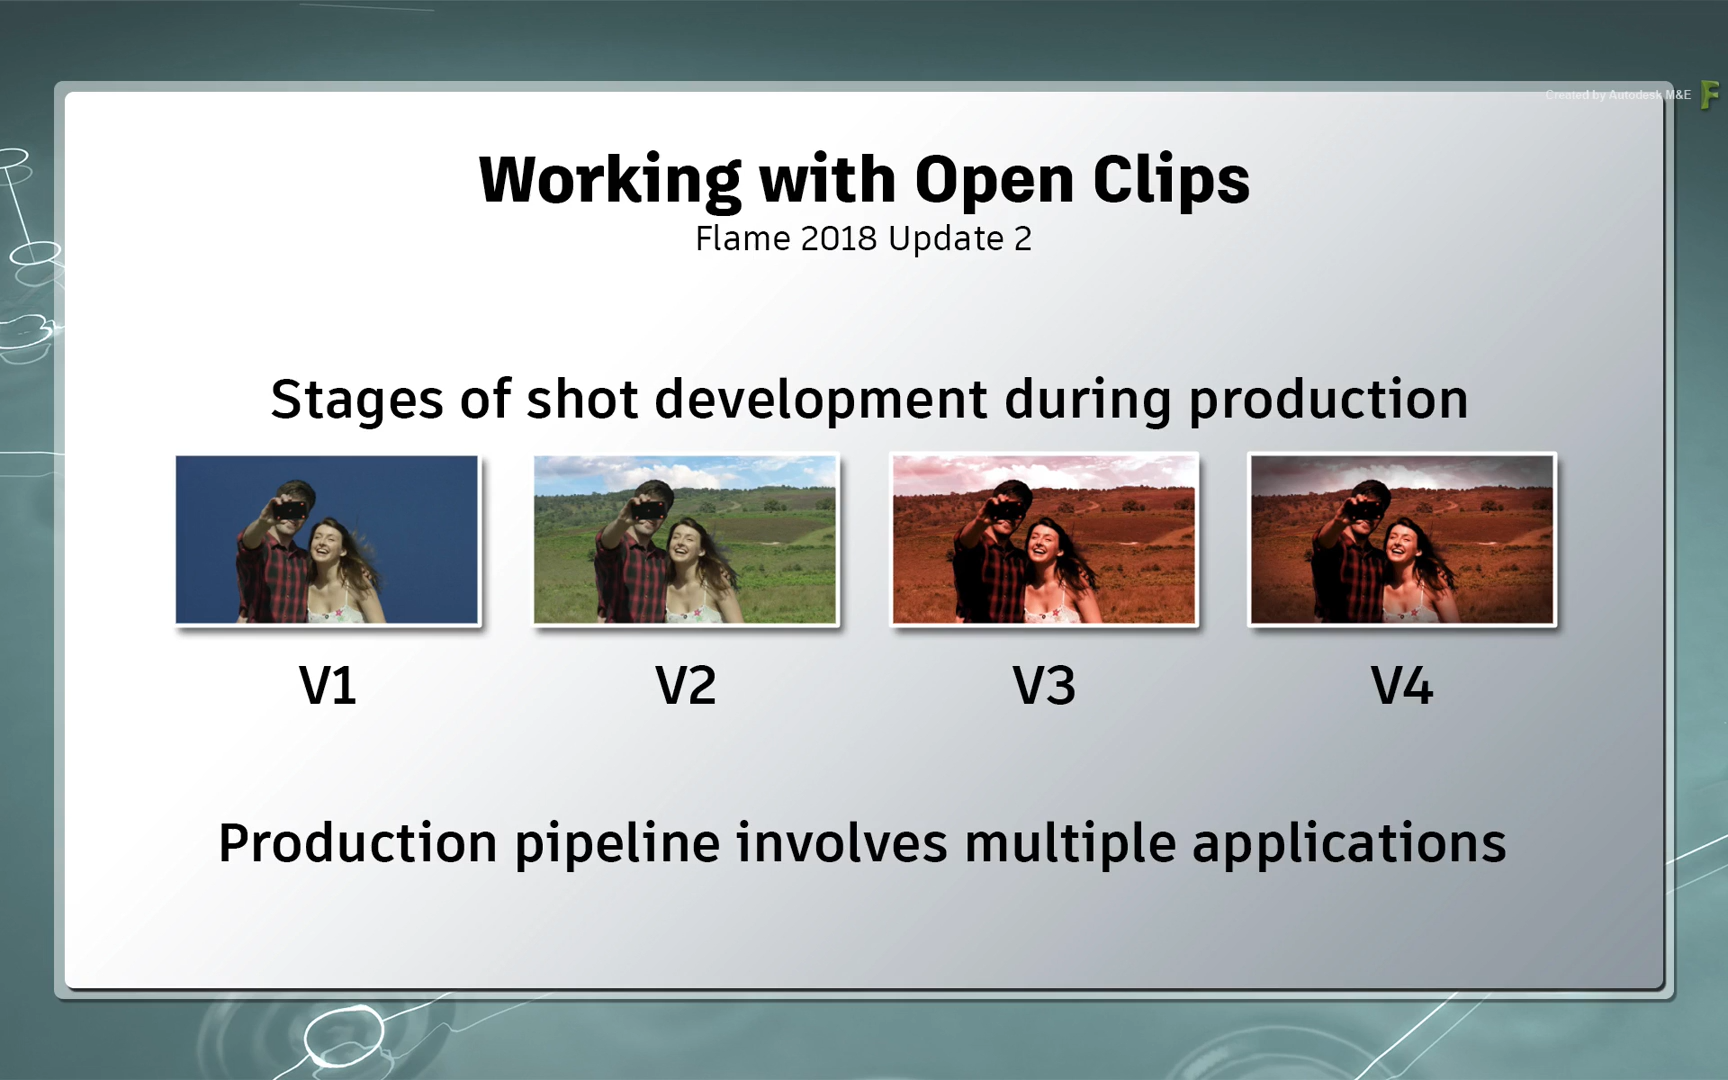 Created by Autodesk M&E
Working with Open Clips
Flame 2018 Update 2
Stages of shot development during production
V1
V2
V3
V4
Production pipeline involves multiple applications